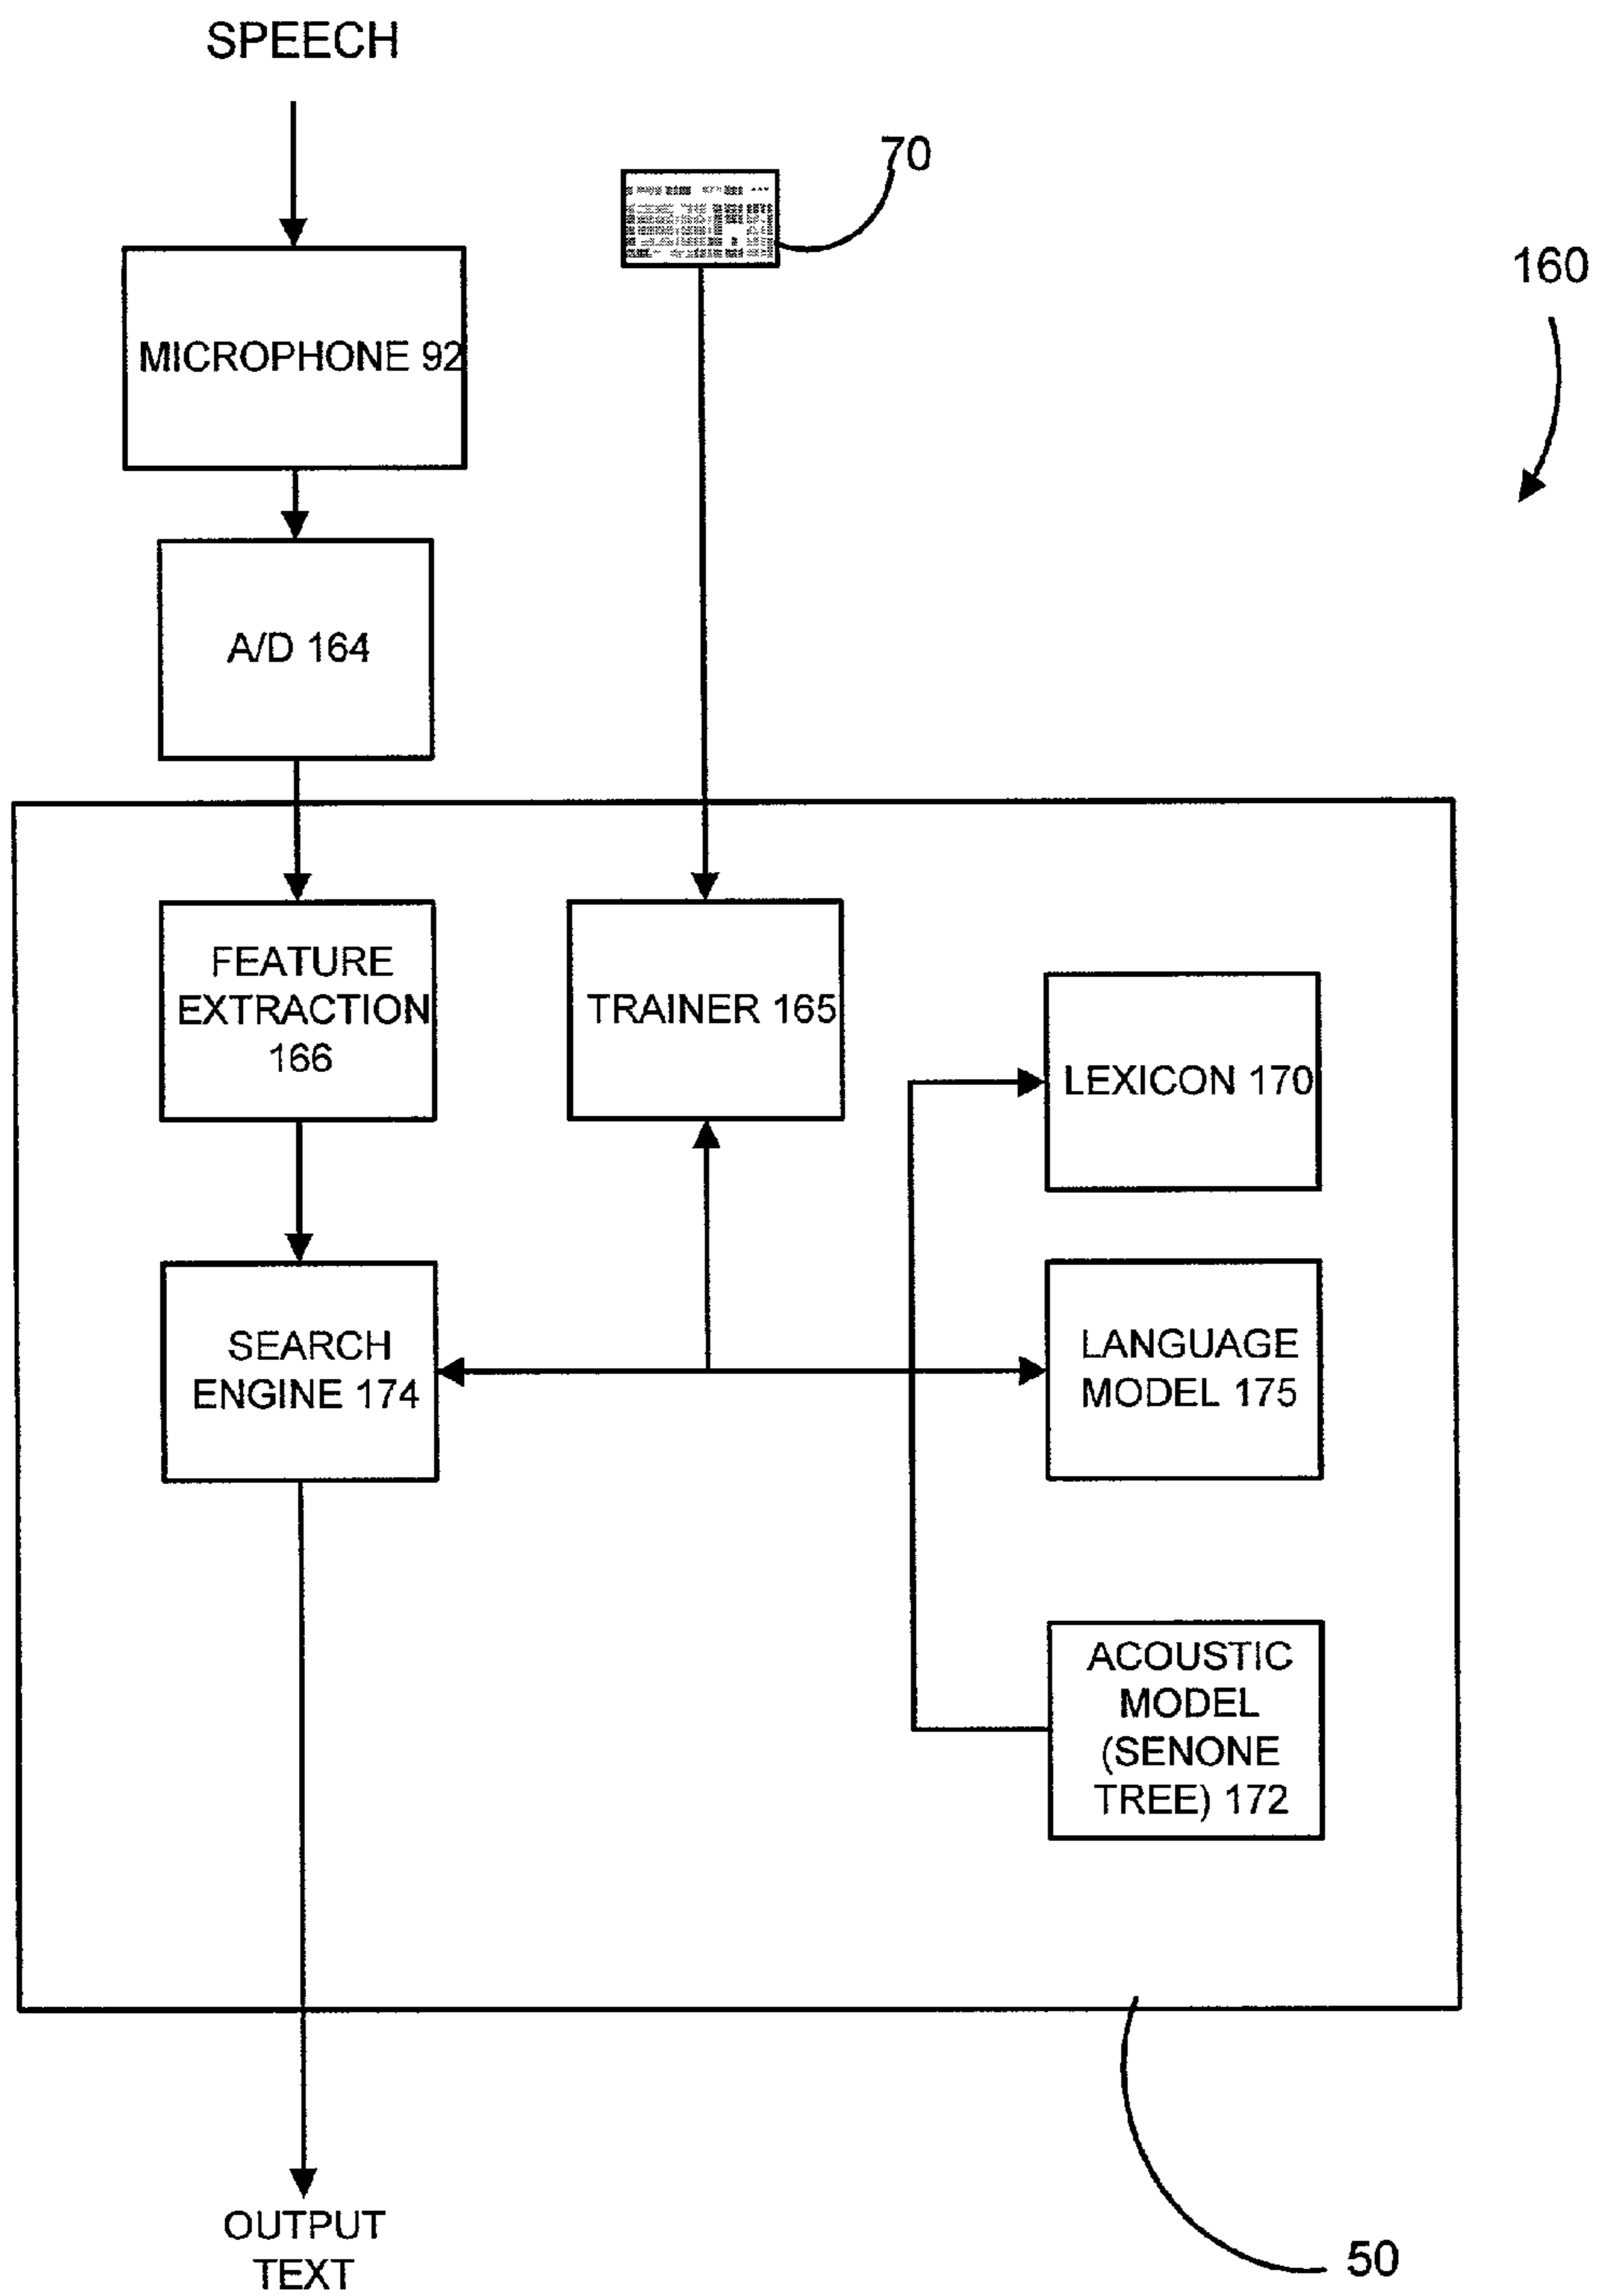 SPEECH
70
160
MICROPHONE 92
A/D 164
FEATURE
EXTRACTION
166
TRAINER 165
LEXICON 170
SEARCH
ENGINE 174
LANGUAGE
MODEL 175
ACOUSTIC
MODEL
(SENONE
TREE) 172
OUTPUT
TEXT
50